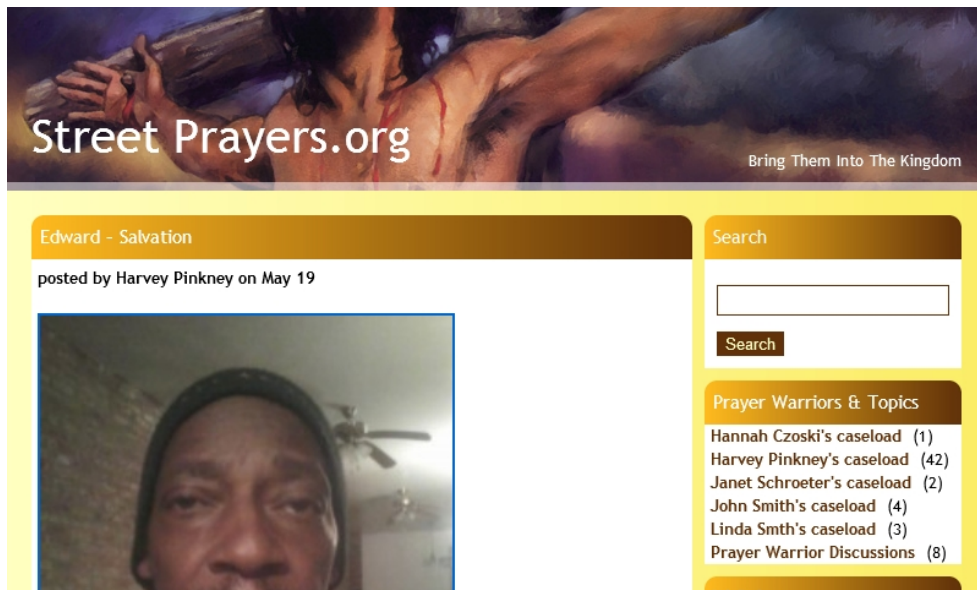 Street Prayers.org
Bring Them Into The Kingdom
Edward – Salvation
posted by Harvey Pinkney on May 19
Search
Search
Prayer Warriors & Topics
Hannah Czoski's caseload (1)
Harvey Pinkney's caseload (42)
Janet Schroeter's caseload (2)
John Smith's caseload (4)
Linda Smth's caseload (3)
Prayer Warrior Discussions (8)